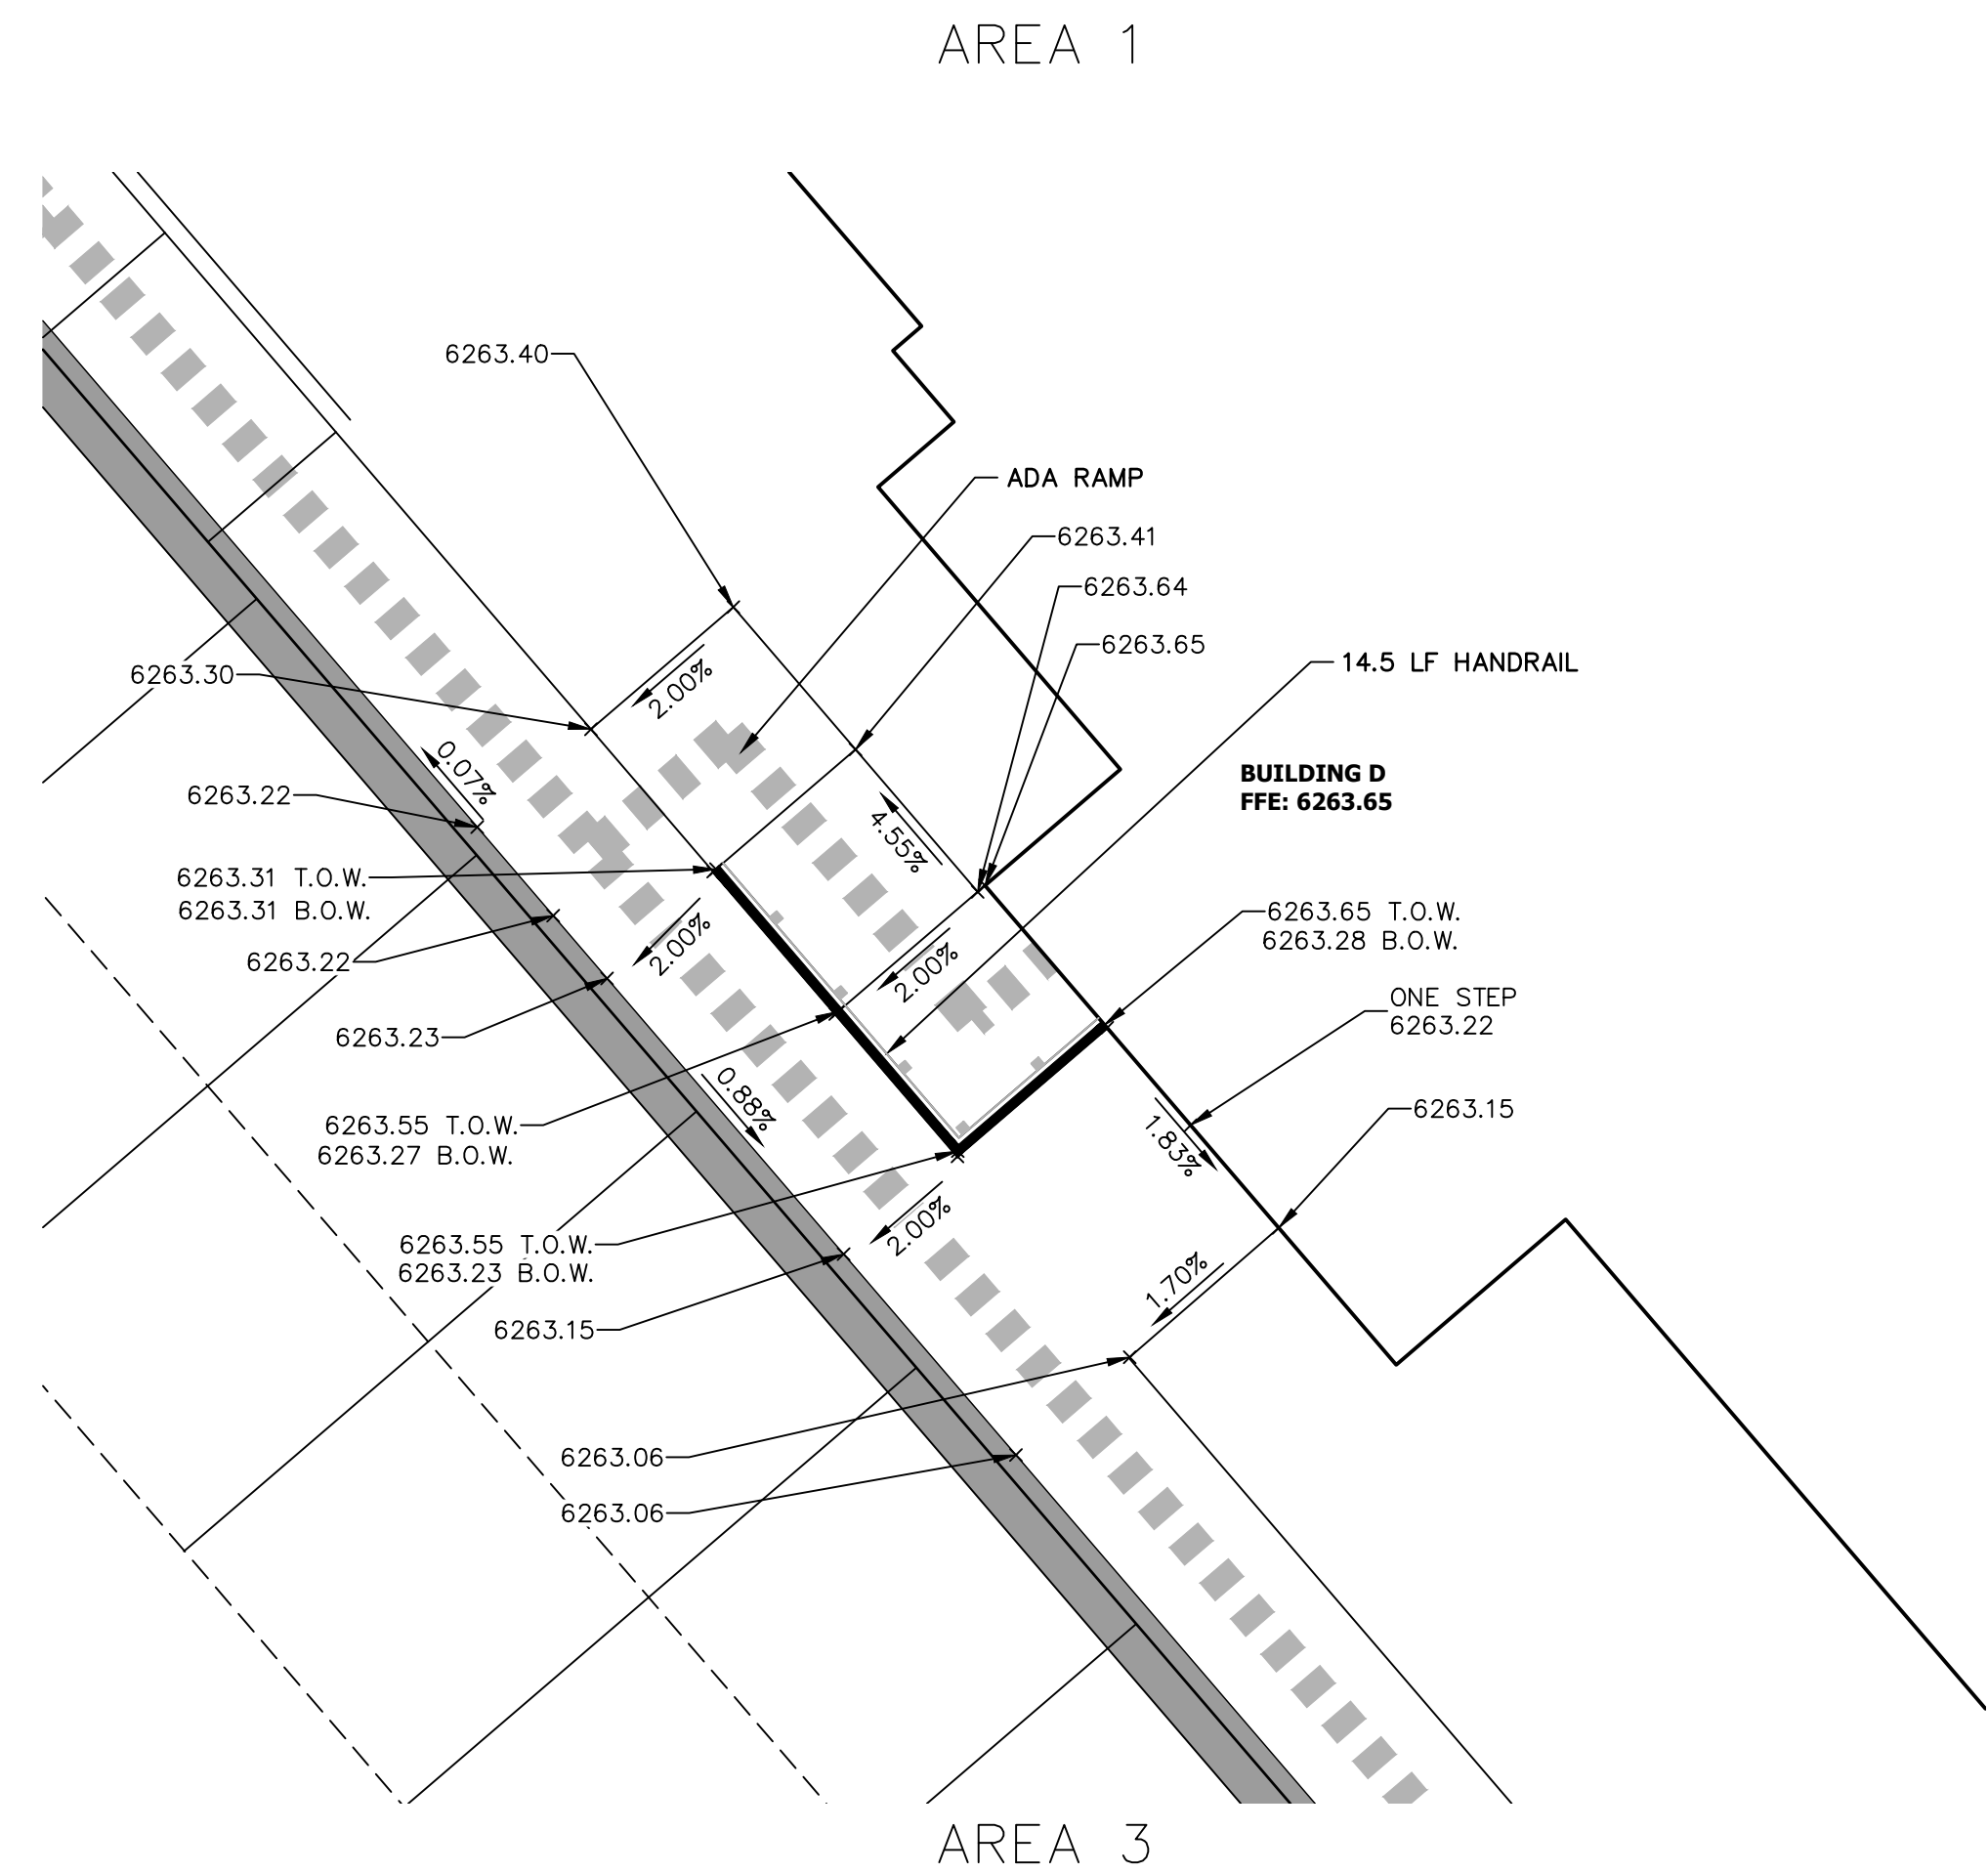 AREA 1
6263.40
ADA RAMP
6263.41
6263.64
6263.65
14.5 LF HANDRAIL
6263.30
2.00%
0.07%
BUILDING D
FFE: 6263.65
6263.22
4.55%
6263.31 T.O.W.
6263.31 B.O.W.
6263.65 T.O.W.
6263.28 B.O.W.
2.00%
2.00%
6263.22
ONE STEP
6263.22
6263.23
0.88%
6263.15
6263.55 T.O.W.
6263.27 B.O.W.
1.83%
6263.55 T.O.W.
6263.23 B.O.W.
2.00%
1.70%
6263.15
6263.06
6263.06
AREA 3